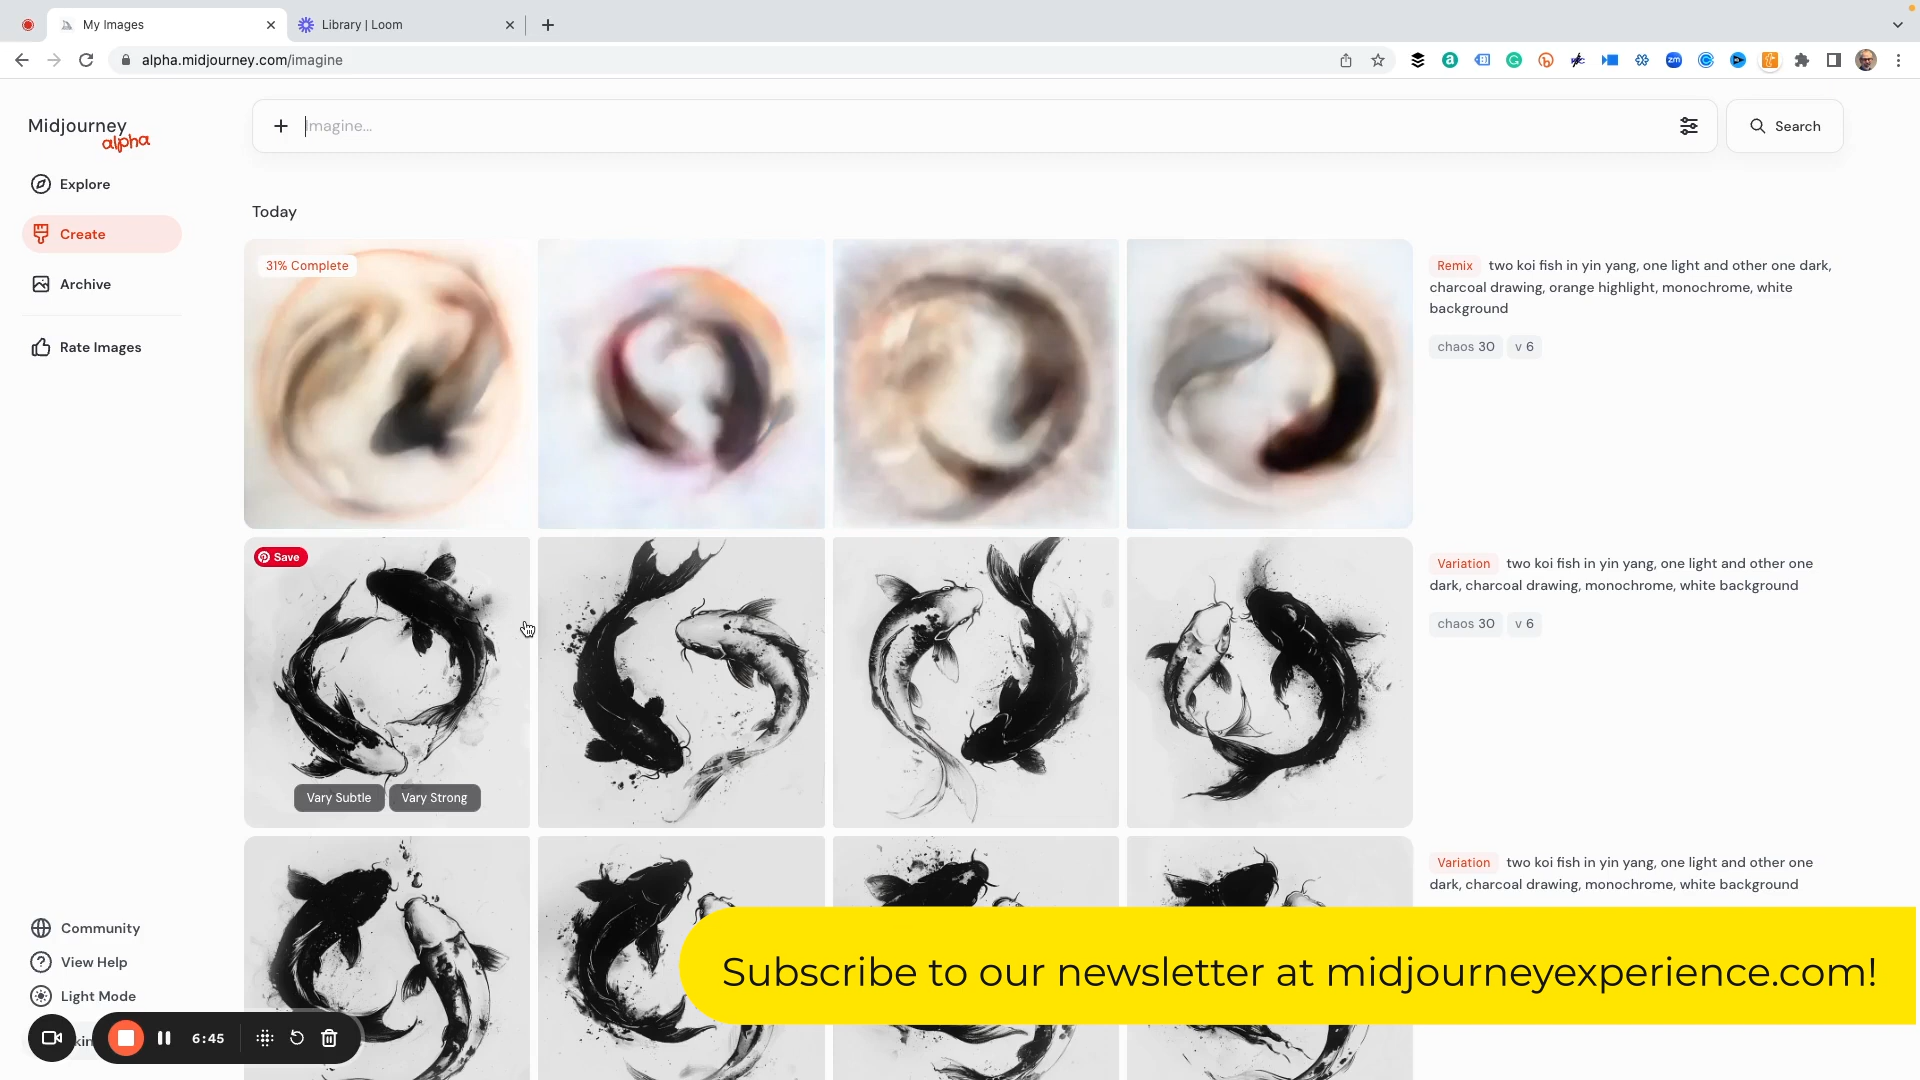 My Images
Library | Loom
alpha.midjourney.com/imagine
Midjourney
alpha
Imagine...
Search
Explore
Create
Archive
Rate Images
Today
31% Complete
Remix two koi fish in yin yang, one light and other one dark,
charcoal drawing, orange highlight, monochrome, white
background
chaos 30 v 6
Save
Vary Subtle Vary Strong
Variation two koi fish in yin yang, one light and other one
dark, charcoal drawing, monochrome, white background
chaos 30 v 6
Variation two koi fish in yin yang, one light and other one
dark, charcoal drawing, monochrome, white background
Subscribe to our newsletter at midjourneyexperience.com!
Community
View Help
Light Mode
6:45